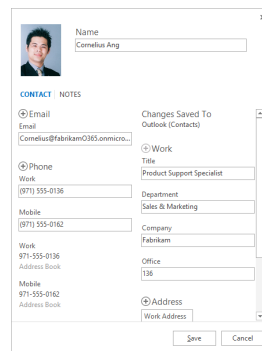 Name
Cornelius Ang
CONTACT NOTES
Email
Email
Cornelius@fabrikamO365.onmicro...
Phone
Work
(971) 555-0136
Mobile
(971) 555-0162
Work
971-555-0136
Address Book
Mobile
971-555-0162
Address Book
Changes Saved To
Outlook (Contacts)
Work
Title
Product Support Specialist
Department
Sales & Marketing
Company
Fabrikam
Office
136
Address
Work Address
Save Cancel